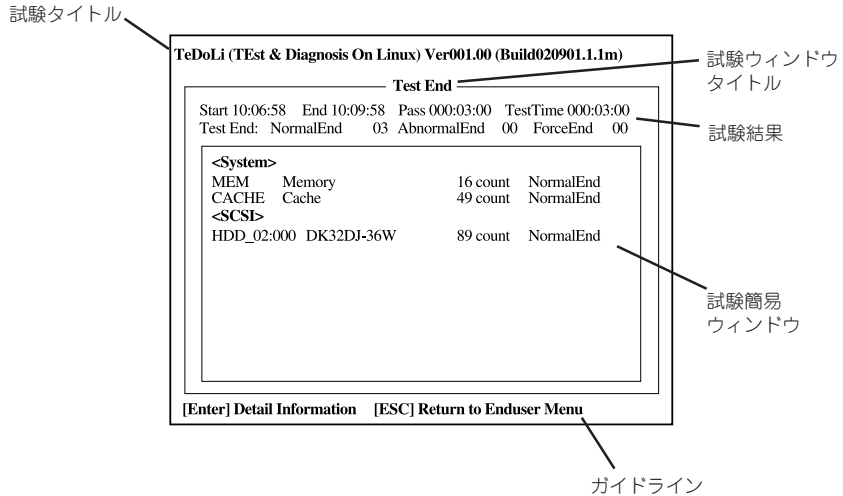 試験タイトル
TeDoLi (TEst & Diagnosis On Linux) Ver001.00 (Build020901.1.1m)
試験ウィンドウ
タイトル
Test End
Start 10:06:58 End 10:09:58 Pass 000:03:00 TestTime 000:03:00
Test End: NormalEnd 03 AbnormalEnd 00 ForceEnd 00
試験結果
<System>
MEM Memory 16 count NormalEnd
CACHE Cache 49 count NormalEnd
<SCSI>
HDD_02:000 DK32DJ-36W 89 count NormalEnd
試験簡易
ウィンドウ
[Enter] Detail Information [ESC] Return to Enduser Menu
ガイドライン